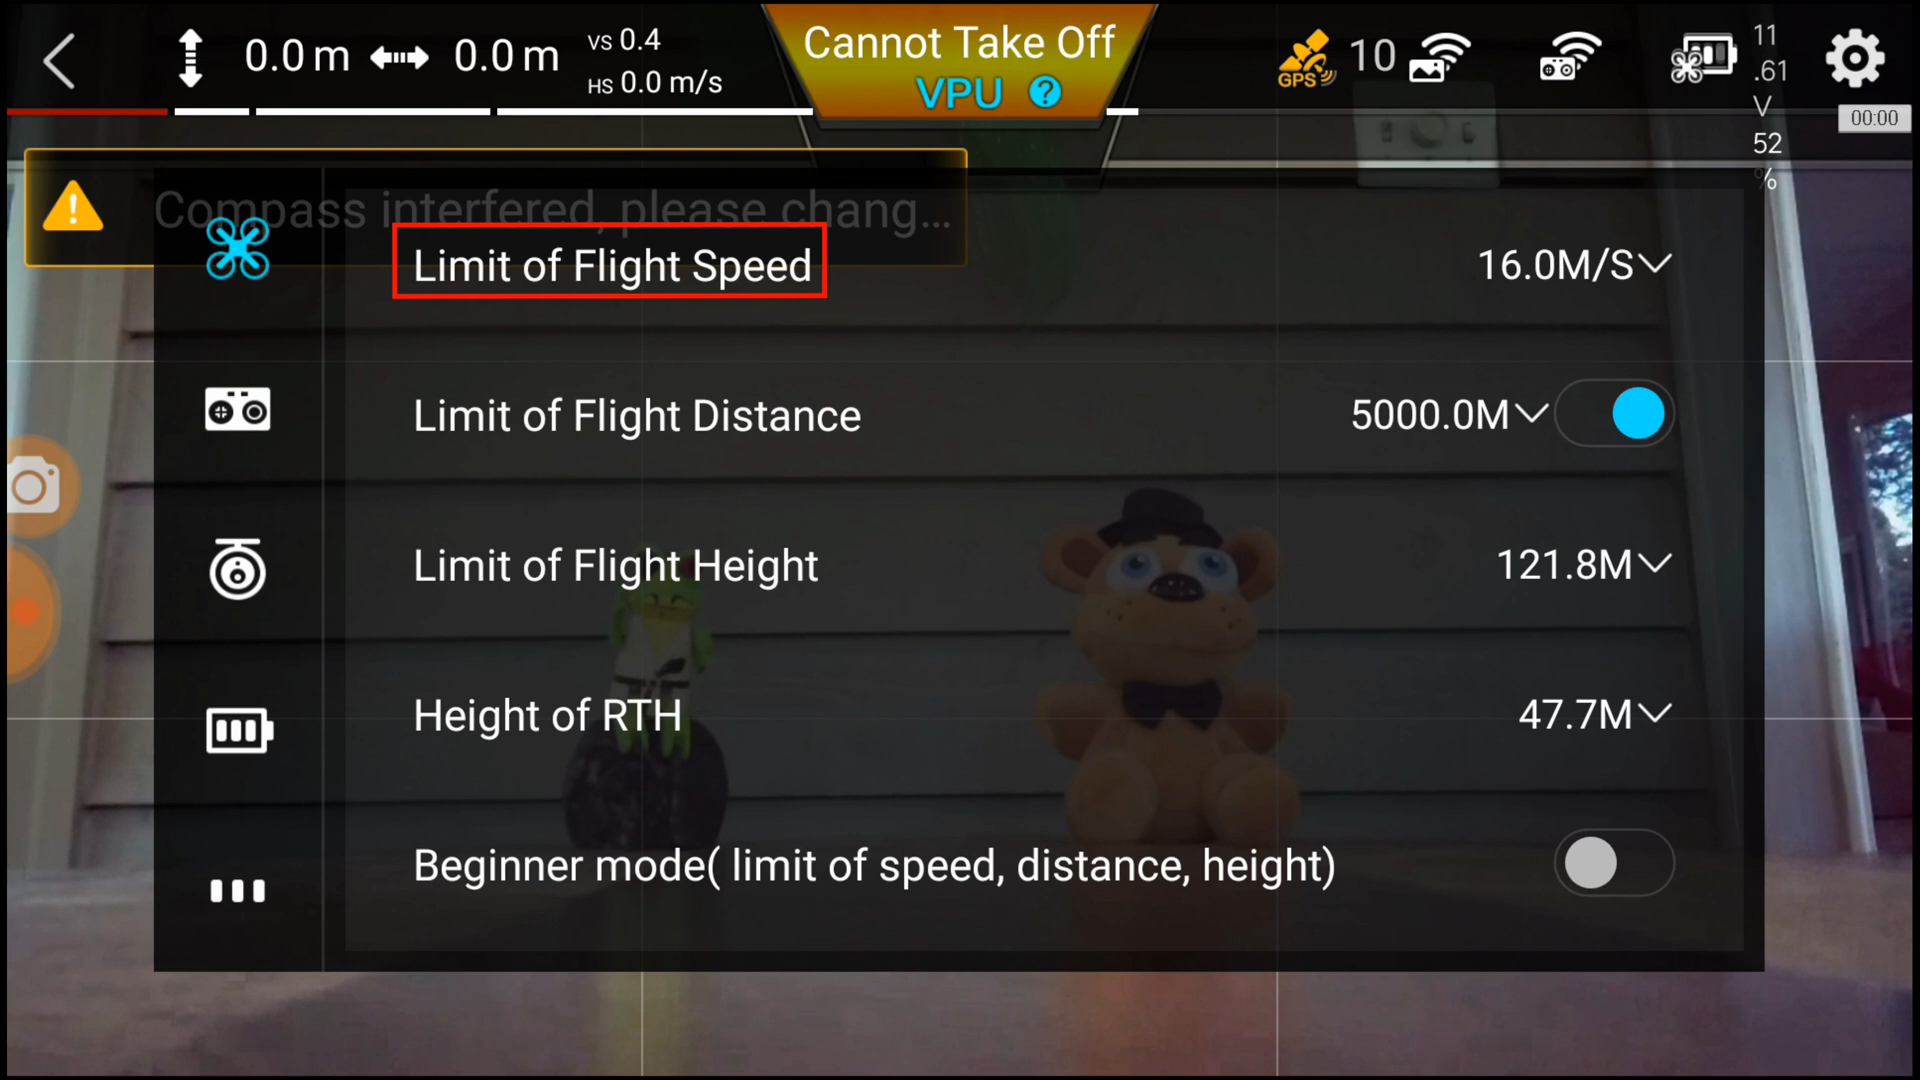 0.0 m
0.0 m
VS 0.4
HS 0.0 m/s
Cannot Take Off
VPU ?
GPS
10
11
.61
V
52
%
00:00
Compass interfered, please chang...
Limit of Flight Speed
16.0M/S
Limit of Flight Distance
5000.0M
Limit of Flight Height
121.8M
Height of RTH
47.7M
Beginner mode( limit of speed, distance, height)